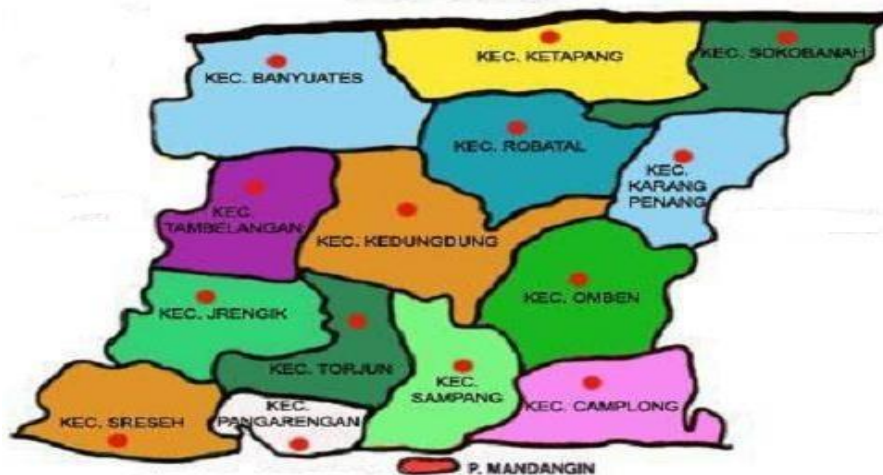 KEC. BANYUATES
KEC. KETAPANG
KEC. SOKOBANAH
KEC. ROBATAL
KEC.
KARANG
PENANG
KEC.
TAMBELANGAN
KEC. KEDUNGDUNG
KEC. OMBEN
KEC. JRENGIK
KEC. TORJUN
KEC.
SAMPANG
KEC. CAMPLONG
KEC. SRESEH
KEC.
PANGARENGAN
P. MANDANGIN